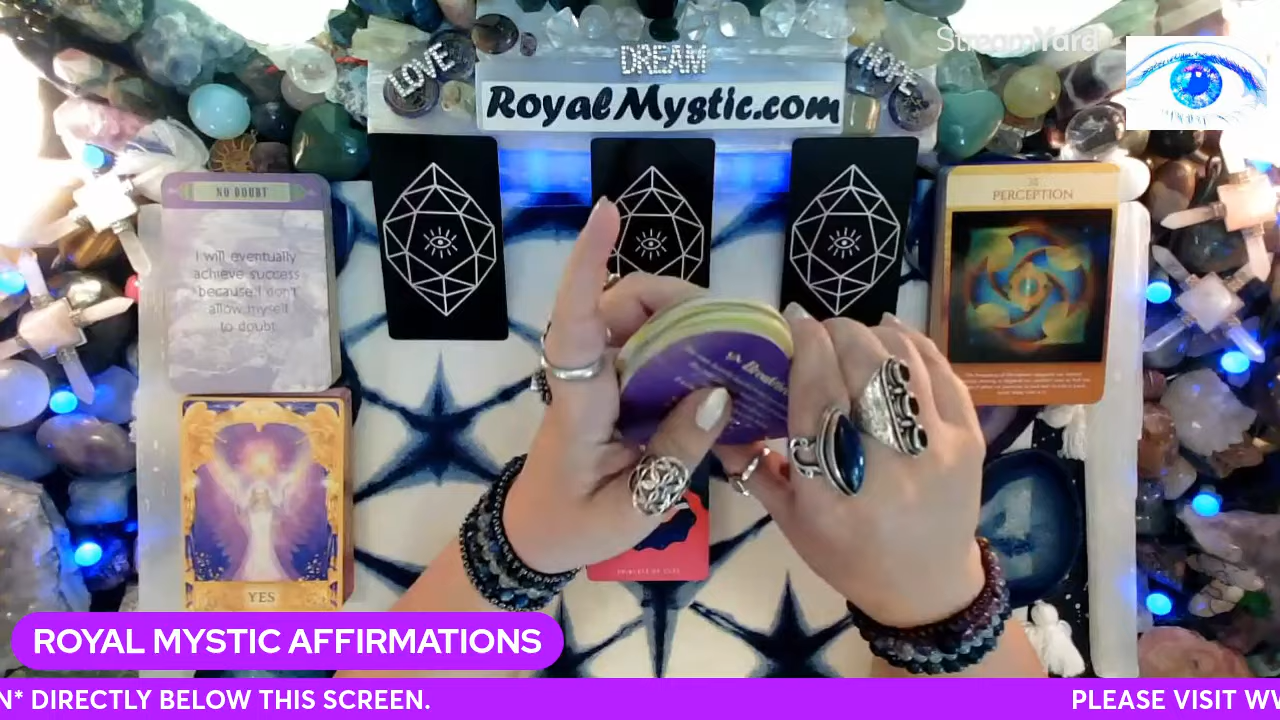 StreamYard
LOVE
DREAM
HOPE
RoyalMystic.com
NO DOUBT
I will eventually
achieve success
because I don't
allow myself
to doubt
PERCEPTION
YES
ROYAL MYSTIC AFFIRMATIONS
N* DIRECTLY BELOW THIS SCREEN.
PLEASE VISIT WW